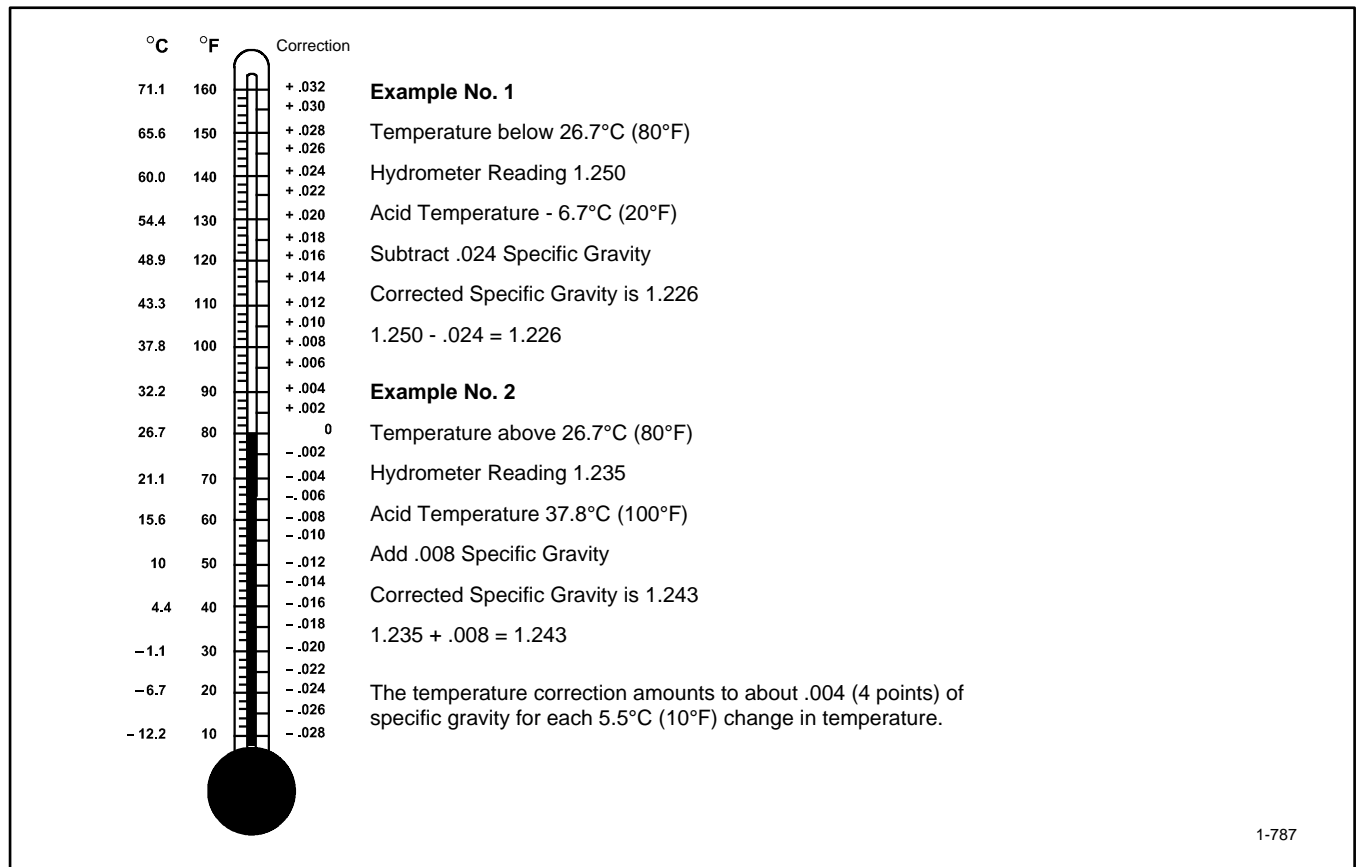 °C °F Correction
71.1 160 + .032
+ .030
65.6 150 + .028
+ .026
60.0 140 + .024
+ .022
54.4 130 + .020
+ .018
48.9 120 + .016
+ .014
43.3 110 + .012
+ .010
37.8 100 + .008
+ .006
32.2 90 + .004
+ .002
26.7 80 0
– .002
21.1 70 – .004
–. 006
15.6 60 – .008
– .010
10 50 – .012
– .014
4.4 40 – .016
– .018
–1.1 30 – .020
– .022
–6.7 20 – .024
– .026
– 12.2 10 – .028
Example No. 1
Temperature below 26.7°C (80°F)
Hydrometer Reading 1.250
Acid Temperature - 6.7°C (20°F)
Subtract .024 Specific Gravity
Corrected Specific Gravity is 1.226
1.250 - .024 = 1.226
Example No. 2
Temperature above 26.7°C (80°F)
Hydrometer Reading 1.235
Acid Temperature 37.8°C (100°F)
Add .008 Specific Gravity
Corrected Specific Gravity is 1.243
1.235 + .008 = 1.243
The temperature correction amounts to about .004 (4 points) of
specific gravity for each 5.5°C (10°F) change in temperature.
1-787